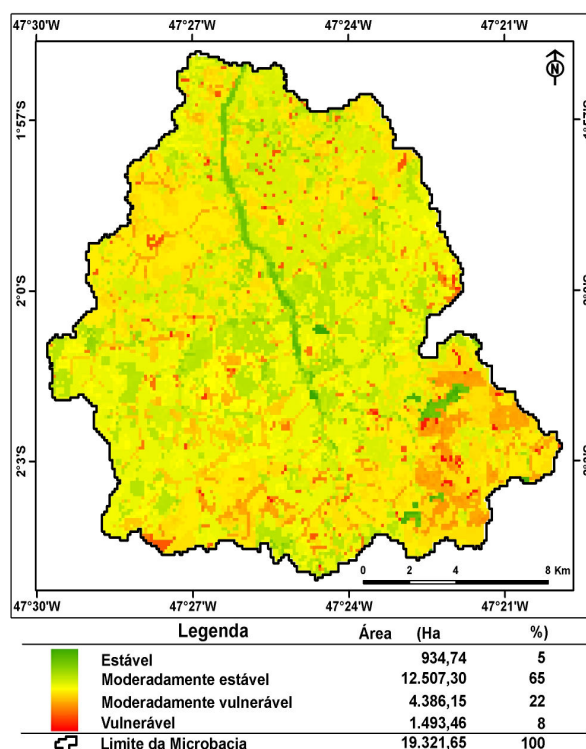 47°30'W 47°27'W 47°24'W 47°21'W
N
1°57'S
2°0'S
2°3'S
0 2 4 8 Km
47°30'W 47°27'W 47°24'W 47°21'W
Legenda Área (Ha %)
Estável 934,74 5
Moderadamente estável 12.507,30 65
Moderadamente vulnerável 4.386,15 22
Vulnerável 1.493,46 8
Limite da Microbacia 19.321,65 100